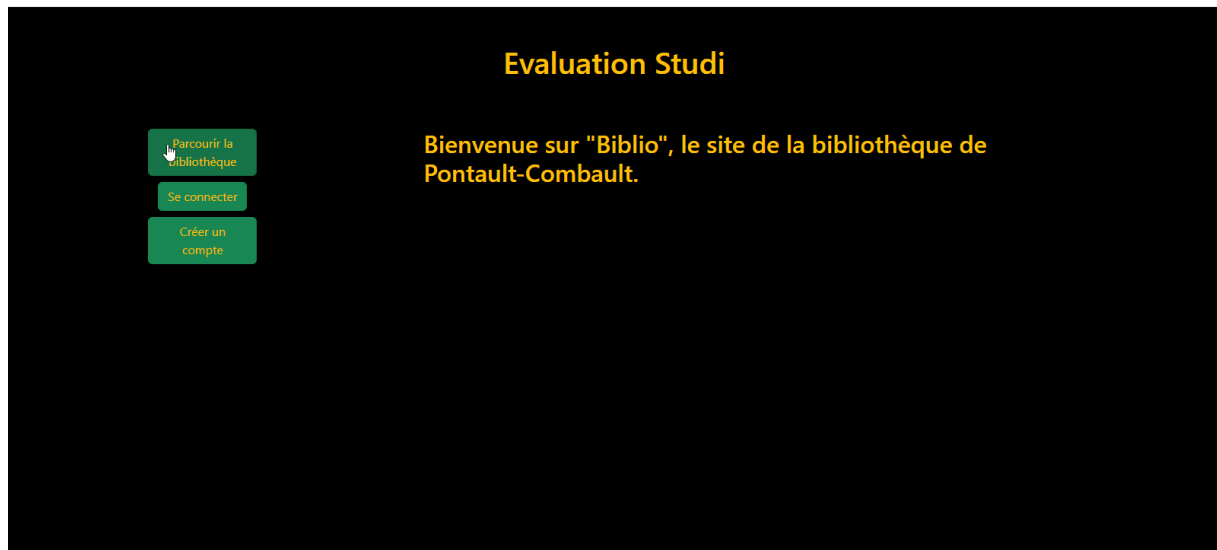 Evaluation Studi
Parcourir la
bibliothèque
Se connecter
Créer un
compte
Bienvenue sur "Biblio", le site de la bibliothèque de
Pontault-Combault.